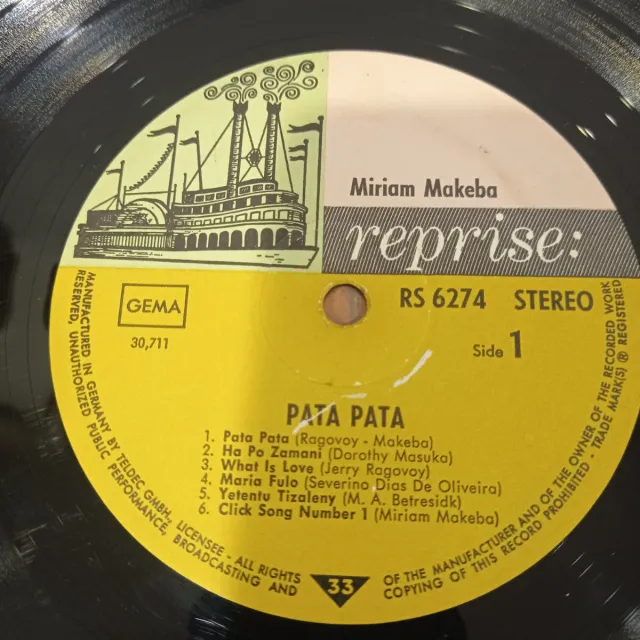 Miriam Makeba
reprise:
GEMA
30,711
RS 6274 STEREO
Side 1
PATA PATA
1. Pata Pata (Ragovoy - Makeba)
2. Ha Po Zamani (Dorothy Masuka)
3. What Is Love (Jerry Ragovoy)
4. Maria Fulo (Severino Dias De Oliveira)
5. Yetentu Tizaleny (M. A. Betresidk)
6. Click Song Number 1 (Miriam Makeba)
MANUFACTURED IN GERMANY BY TELDEC GMBH., LICENSEE - ALL RIGHTS OF THE MANUFACTURER AND OF THE OWNER OF THE RECORDED WORK
RESERVED, UNAUTHORIZED PUBLIC PERFORMANCE, BROADCASTING AND COPYING OF THIS RECORD PROHIBITED - TRADE MARK(S) ® REGISTERED
33